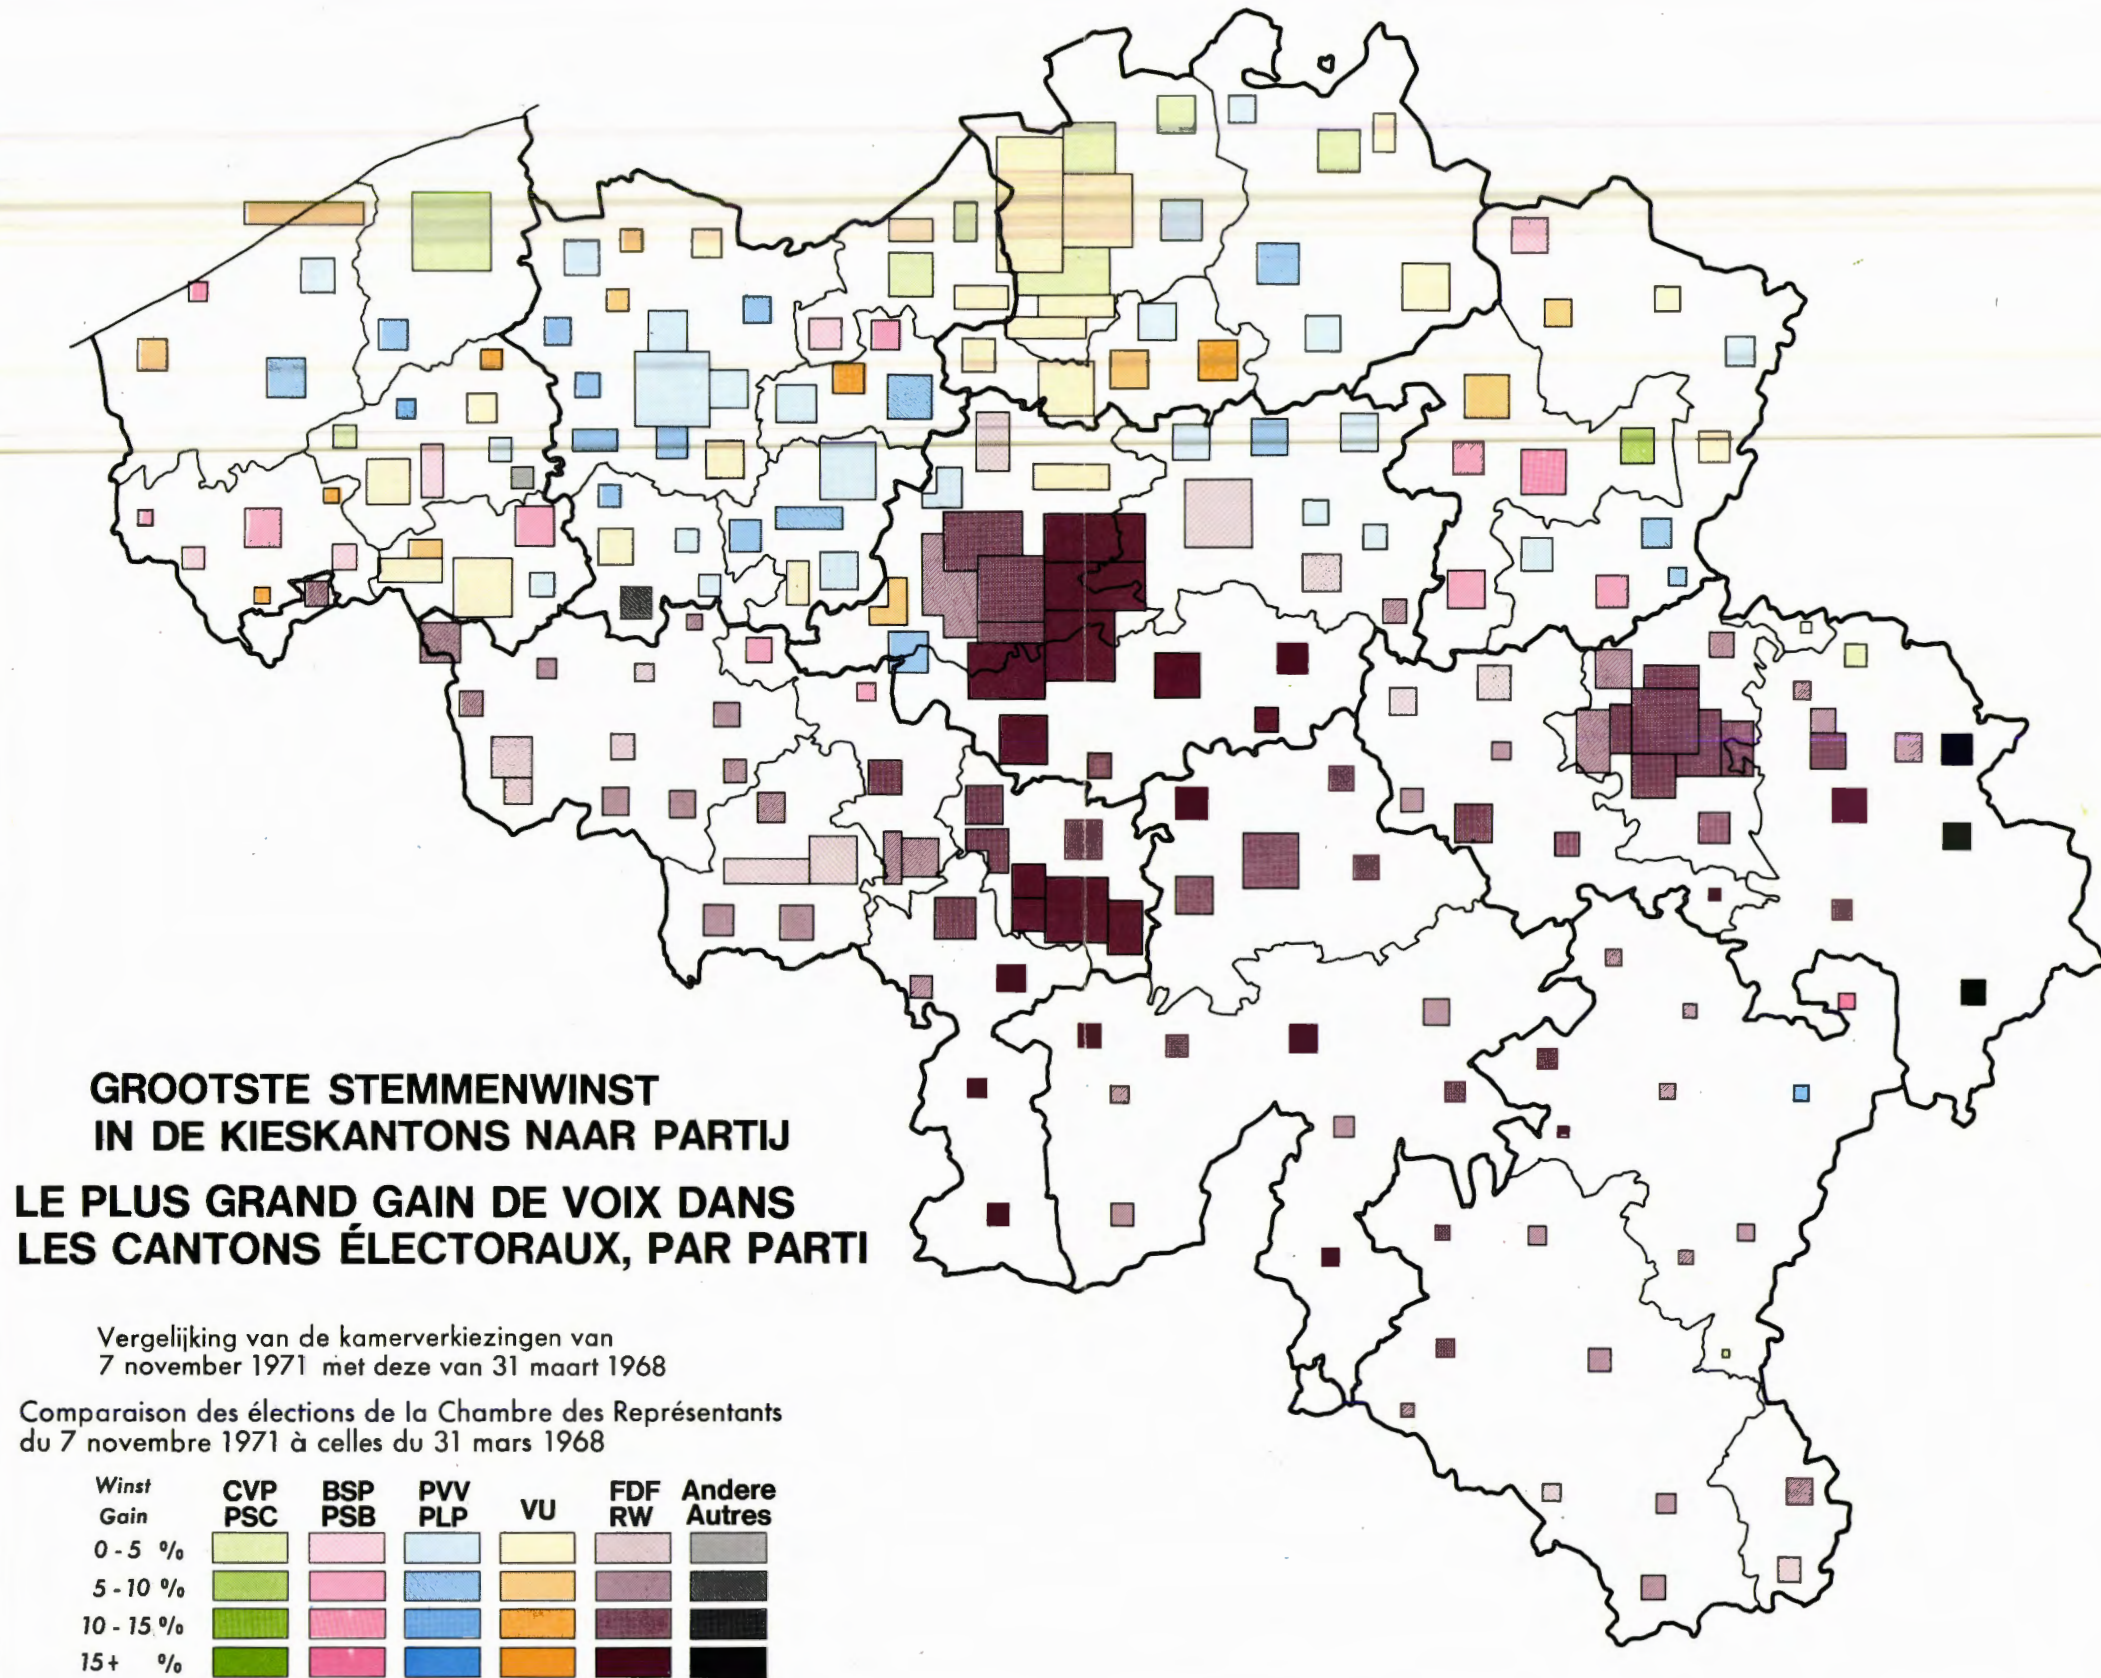 GROOTSTE STEMMENWINST
IN DE KIESKANTONS NAAR PARTIJ
LE PLUS GRAND GAIN DE VOIX DANS
LES CANTONS ÉLECTORAUX, PAR PARTI
Vergelijking van de kamerverkiezingen van
7 november 1971 met deze van 31 maart 1968
Comparaison des élections de la Chambre des Représentants
du 7 novembre 1971 à celles du 31 mars 1968
Winst CVP BSP PVV VU FDF Andere
Gain PSC PSB PLP RW Autres
0 - 5 %
5 - 10 %
10 - 15 %
15+ %